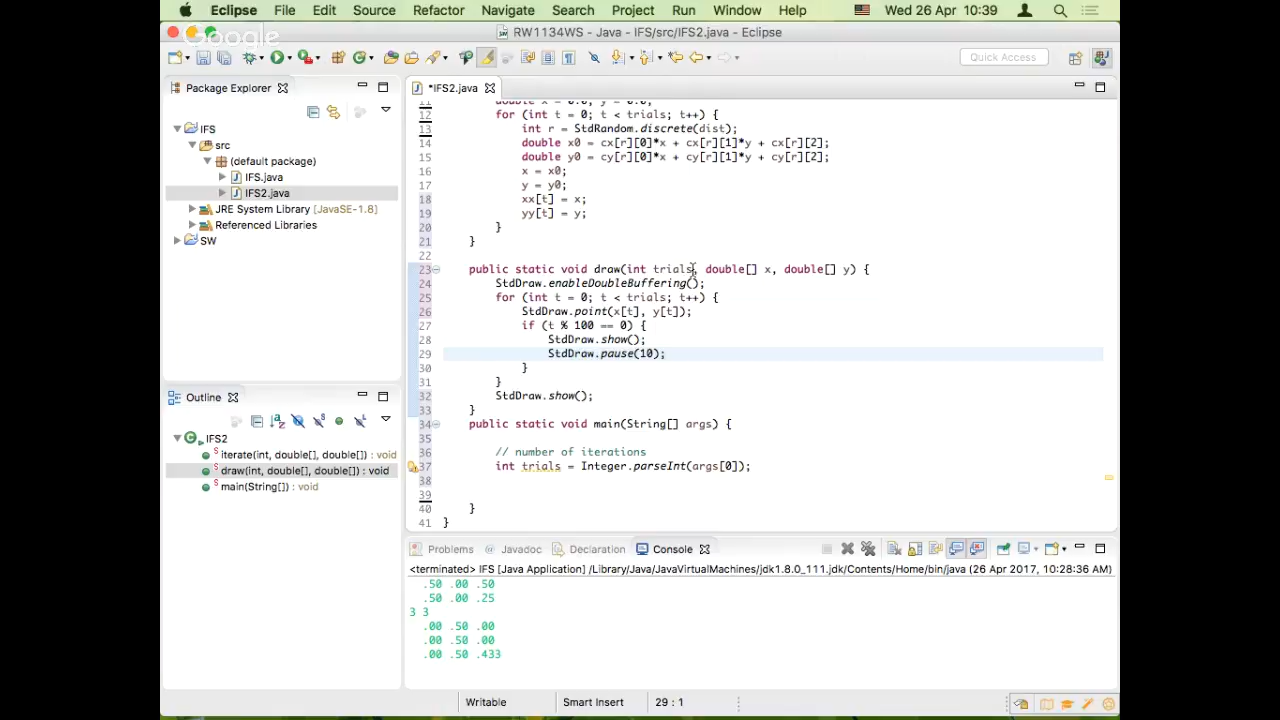 Eclipse File Edit Source Refactor Navigate Search Project Run Window Help Wed 26 Apr 10:39
Google
RW1134WS - Java - IFS/src/IFS2.java - Eclipse
Quick Access
Package Explorer
IFS
src
(default package)
IFS.java
IFS2.java
JRE System Library [JavaSE-1.8]
Referenced Libraries
SW
Outline
IFS2
iterate(int, double[], double[]) : void
draw(int, double[], double[]) : void
main(String[]) : void
*IFS2.java
11 double x = 0.0, y = 0.0;
12 for (int t = 0; t < trials; t++) {
13 int r = StdRandom.discrete(dist);
14 double x0 = cx[r][0]*x + cx[r][1]*y + cx[r][2];
15 double y0 = cy[r][0]*x + cy[r][1]*y + cy[r][2];
16 x = x0;
17 y = y0;
18 xx[t] = x;
19 yy[t] = y;
20 }
21 }
22
23 public static void draw(int trials, double[] x, double[] y) {
24 StdDraw.enableDoubleBuffering();
25 for (int t = 0; t < trials; t++) {
26 StdDraw.point(x[t], y[t]);
27 if (t % 100 == 0) {
28 StdDraw.show();
29 StdDraw.pause(10);
30 }
31 }
32 StdDraw.show();
33 }
34 public static void main(String[] args) {
35
36 // number of iterations
37 int trials = Integer.parseInt(args[0]);
38
39
40 }
41 }
Problems Javadoc Declaration Console
<terminated> IFS [Java Application] /Library/Java/JavaVirtualMachines/jdk1.8.0_111.jdk/Contents/Home/bin/java (26 Apr 2017, 10:28:36 AM)
.50 .00 .50
.50 .00 .25
3 3
.00 .50 .00
.00 .50 .00
.00 .50 .433
Writable Smart Insert 29 : 1